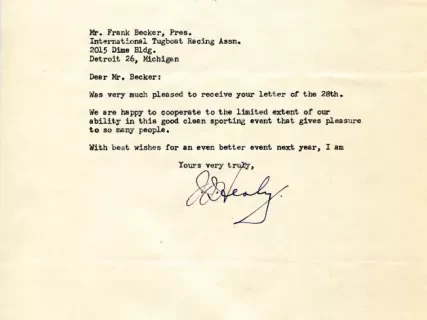 Mr. Frank Becker, Pres.
International Tugboat Racing Assn.
2015 Dime Bldg.
Detroit 26, Michigan
Dear Mr. Becker:
Was very much pleased to receive your letter of the 28th.
We are happy to cooperate to the limited extent of our
ability in this good clean sporting event that gives pleasure
to so many people.
With best wishes for an even better event next year, I am
Yours very truly,
Healy.